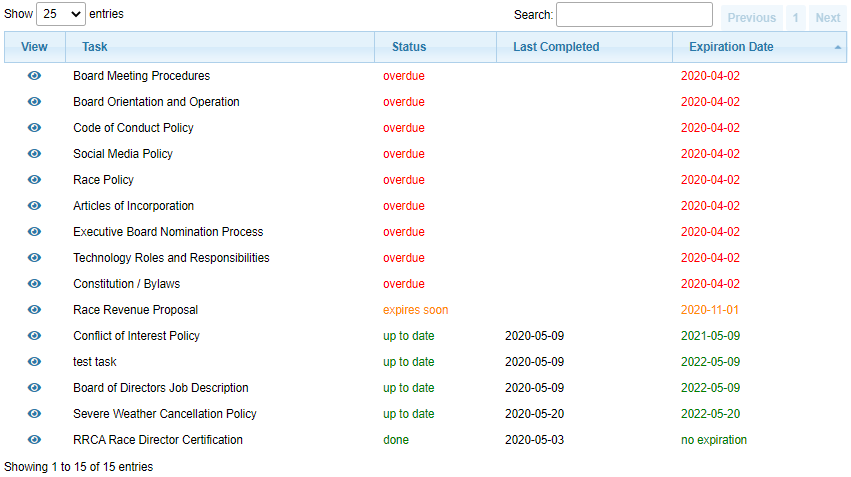 Show 25 entries Search: Previous 1 Next
View Task Status Last Completed Expiration Date
Board Meeting Procedures overdue 2020-04-02
Board Orientation and Operation overdue 2020-04-02
Code of Conduct Policy overdue 2020-04-02
Social Media Policy overdue 2020-04-02
Race Policy overdue 2020-04-02
Articles of Incorporation overdue 2020-04-02
Executive Board Nomination Process overdue 2020-04-02
Technology Roles and Responsibilities overdue 2020-04-02
Constitution / Bylaws overdue 2020-04-02
Race Revenue Proposal expires soon 2020-11-01
Conflict of Interest Policy up to date 2020-05-09 2021-05-09
test task up to date 2020-05-09 2022-05-09
Board of Directors Job Description up to date 2020-05-09 2022-05-09
Severe Weather Cancellation Policy up to date 2020-05-20 2022-05-20
RRCA Race Director Certification done 2020-05-03 no expiration
Showing 1 to 15 of 15 entries